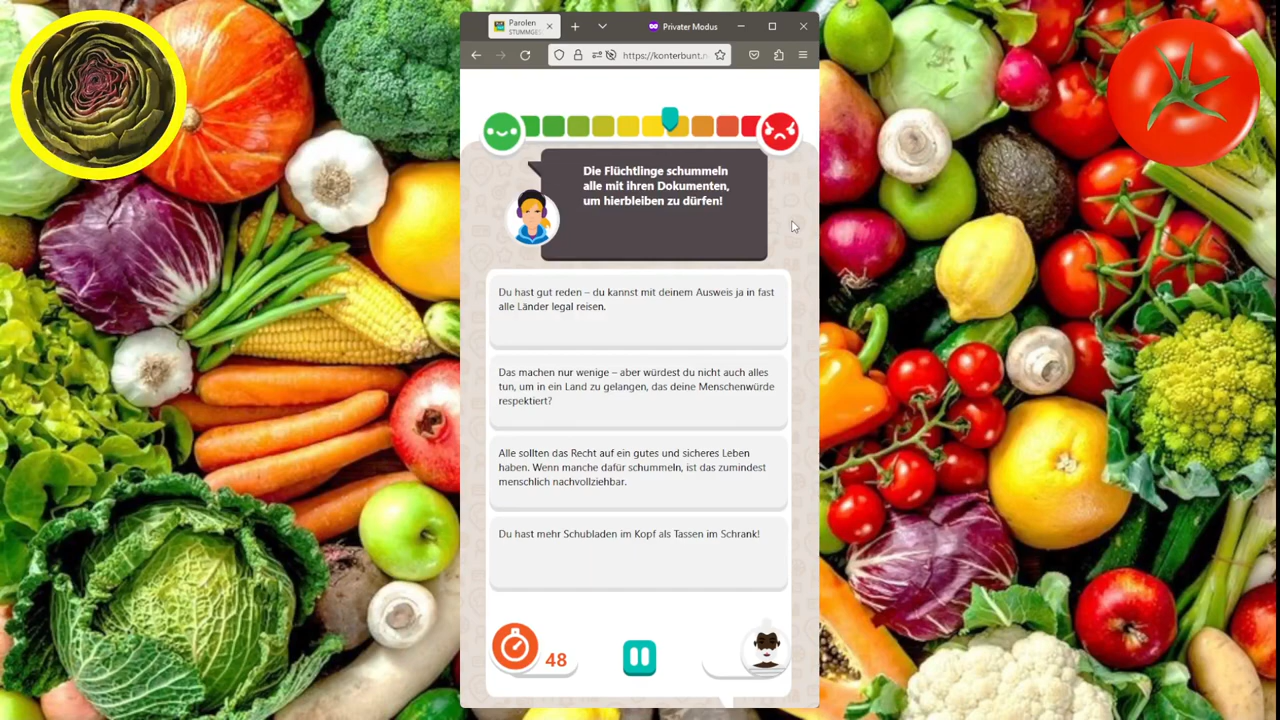 Parolen
STUMMGES
Privater Modus
https://konterbunt.
Die Flüchtlinge schummeln
alle mit ihren Dokumenten,
um hierbleiben zu dürfen!
Du hast gut reden – du kannst mit deinem Ausweis ja in fast
alle Länder legal reisen.
Das machen nur wenige – aber würdest du nicht auch alles
tun, um in ein Land zu gelangen, das deine Menschenwürde
respektiert?
Alle sollten das Recht auf ein gutes und sicheres Leben
haben. Wenn manche dafür schummeln, ist das zumindest
menschlich nachvollziehbar.
Du hast mehr Schubladen im Kopf als Tassen im Schrank!
48